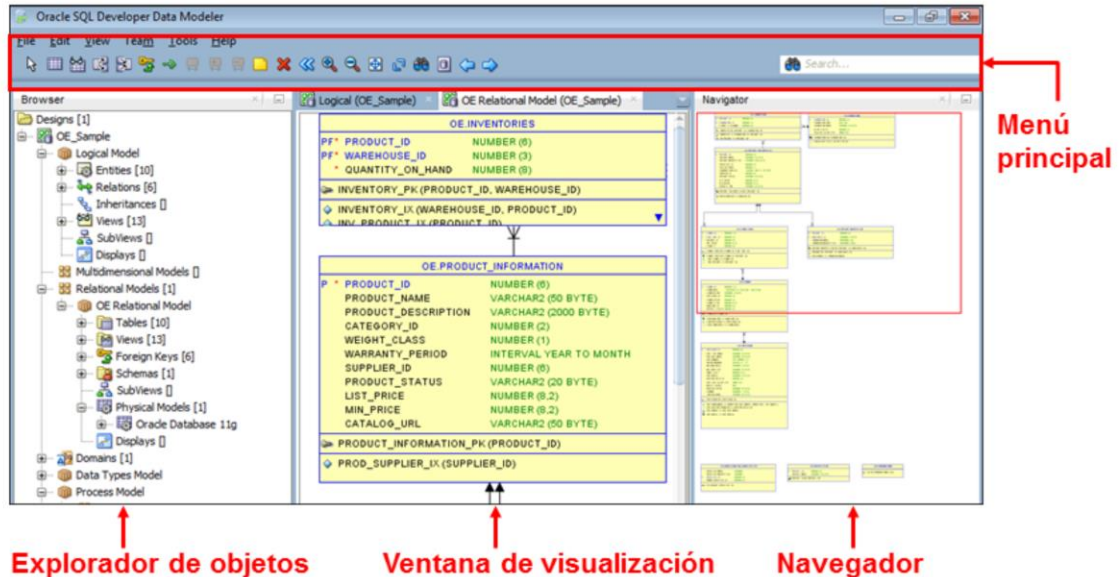 Oracle SQL Developer Data Modeler
File Edit View Team Tools Help
Search...
Browser
Designs [1]
OE_Sample
Logical Model
Entities [10]
Relations [6]
Inheritances []
Views [13]
SubViews []
Displays []
Multidimensional Models []
Relational Models [1]
OE Relational Model
Tables [10]
Views [13]
Foreign Keys [6]
Schemas [1]
SubViews []
Physical Models [1]
Oracle Database 11g
Displays []
Domains [1]
Data Types Model
Process Model
Logical (OE_Sample)
OE Relational Model (OE_Sample)
OE.INVENTORIES
PF* PRODUCT_ID NUMBER (6)
PF* WAREHOUSE_ID NUMBER (3)
* QUANTITY_ON_HAND NUMBER (8)
INVENTORY_PK (PRODUCT_ID, WAREHOUSE_ID)
INVENTORY_IX (WAREHOUSE_ID, PRODUCT_ID)
INV_PRODUCT_IX (PRODUCT_ID)
OE.PRODUCT_INFORMATION
P * PRODUCT_ID NUMBER (6)
PRODUCT_NAME VARCHAR2 (50 BYTE)
PRODUCT_DESCRIPTION VARCHAR2 (2000 BYTE)
CATEGORY_ID NUMBER (2)
WEIGHT_CLASS NUMBER (1)
WARRANTY_PERIOD INTERVAL YEAR TO MONTH
SUPPLIER_ID NUMBER (6)
PRODUCT_STATUS VARCHAR2 (20 BYTE)
LIST_PRICE NUMBER (8,2)
MIN_PRICE NUMBER (8,2)
CATALOG_URL VARCHAR2 (50 BYTE)
PRODUCT_INFORMATION_PK (PRODUCT_ID)
PROD_SUPPLIER_IX (SUPPLIER_ID)
Navigator
Menú
principal
Explorador de objetos
Ventana de visualización
Navegador